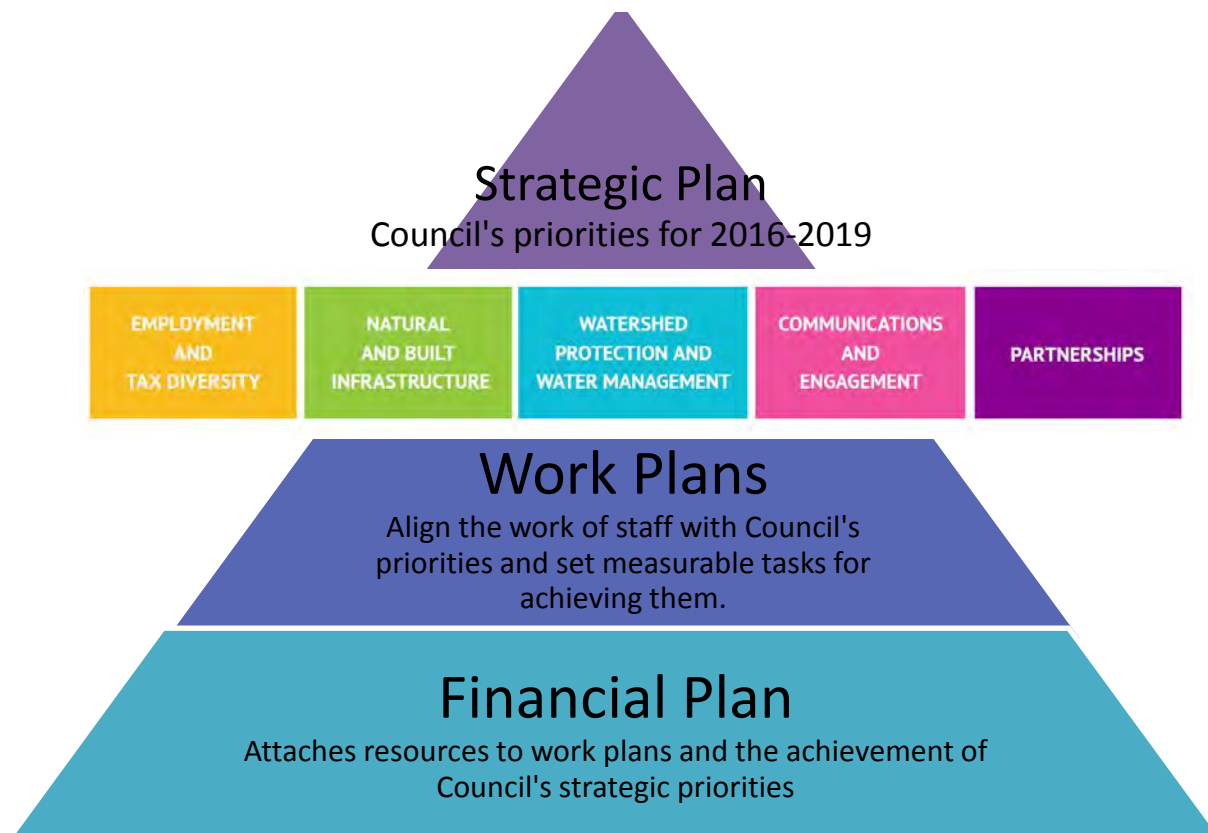 Strategic Plan
Council's priorities for 2016-2019
EMPLOYMENT
AND
TAX DIVERSITY
NATURAL
AND BUILT
INFRASTRUCTURE
WATERSHED
PROTECTION AND
WATER MANAGEMENT
COMMUNICATIONS
AND
ENGAGEMENT
PARTNERSHIPS
Work Plans
Align the work of staff with Council's
priorities and set measurable tasks for
achieving them.
Financial Plan
Attaches resources to work plans and the achievement of
Council's strategic priorities